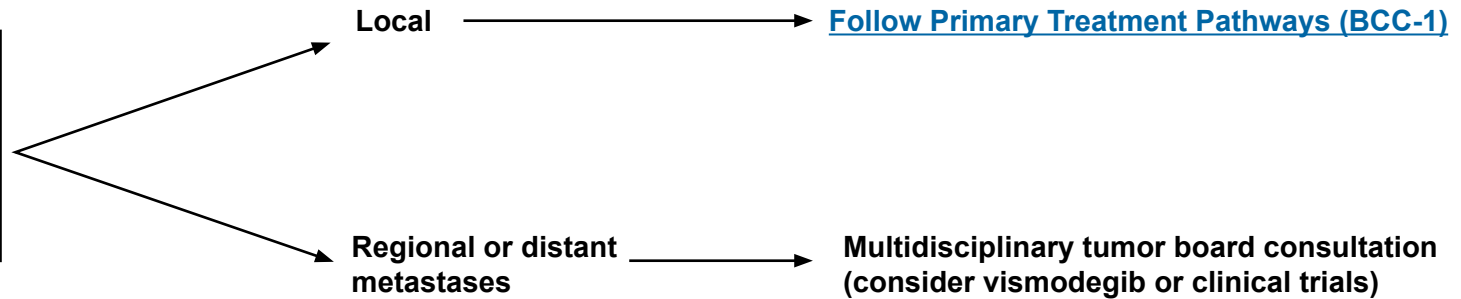 Local
Follow Primary Treatment Pathways (BCC-1)
Regional or distant
metastases
Multidisciplinary tumor board consultation
(consider vismodegib or clinical trials)